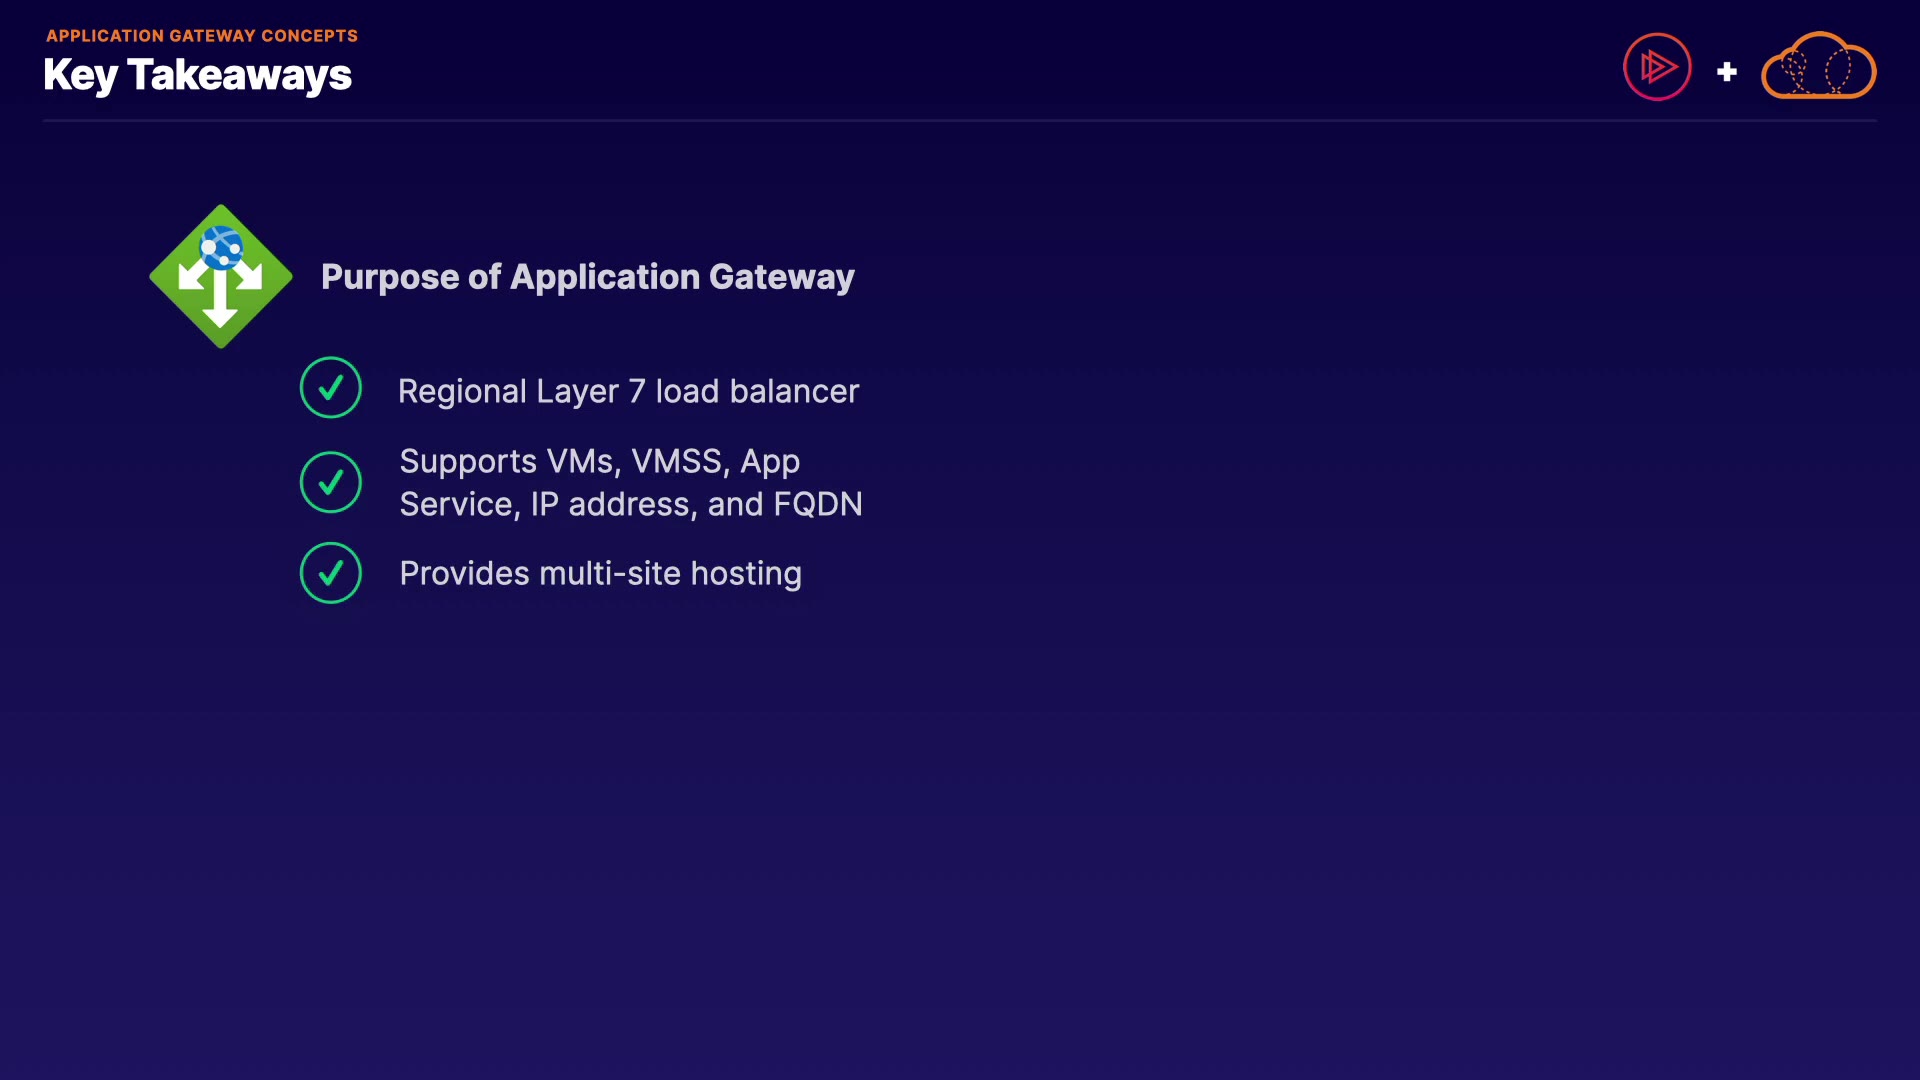 APPLICATION GATEWAY CONCEPTS
Key Takeaways
Purpose of Application Gateway
Regional Layer 7 load balancer
Supports VMs, VMSS, App
Service, IP address, and FQDN
Provides multi-site hosting